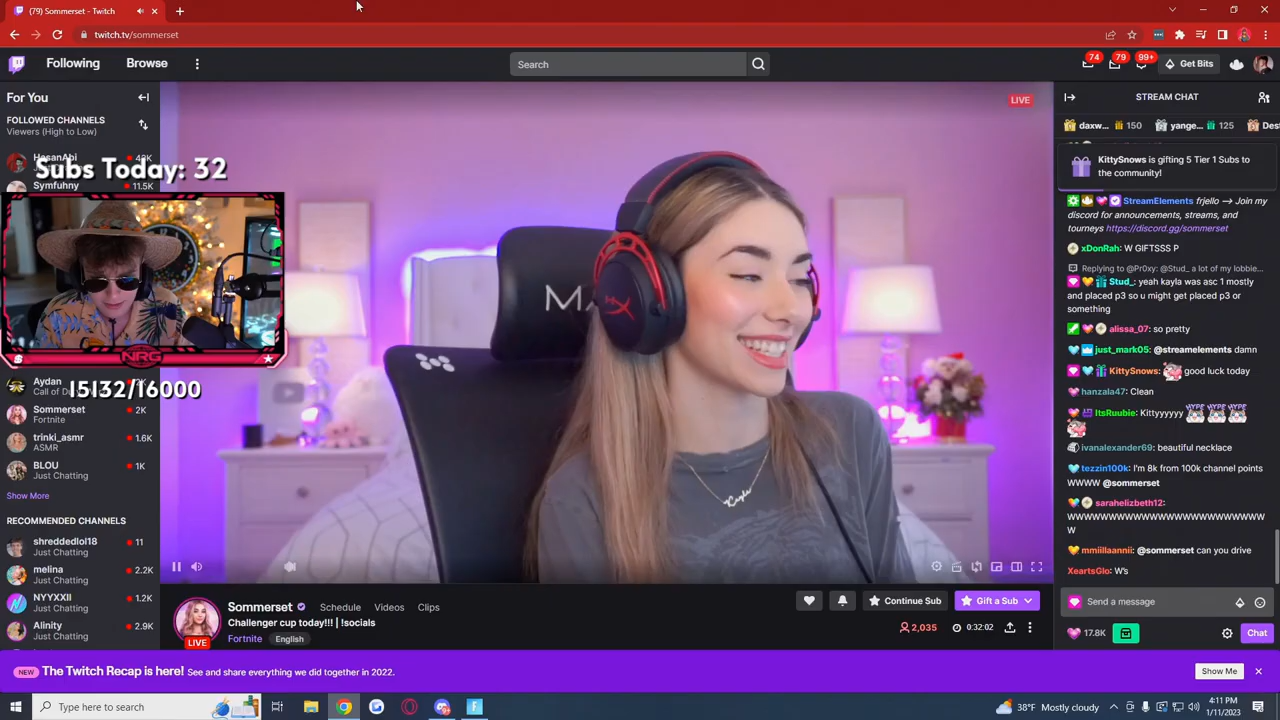 (79) Sommerset - Twitch
twitch.tv/sommerset
Following
Browse
Search
74
79
99+
Get Bits
For You
FOLLOWED CHANNELS
Viewers (High to Low)
HasanAbi
Symfuhny
11.5K
Subs Today: 32
NRG
15132/16000
Aydan
Sommerset
2K
Fortnite
trinki_asmr
1.6K
ASMR
BLOU
1K
Just Chatting
Show More
RECOMMENDED CHANNELS
shreddedlol18
11
Just Chatting
melina
2.2K
Just Chatting
NYYXXII
1.2K
Just Chatting
Alinity
2.9K
Just Chatting
LIVE
Sommerset
Schedule
Videos
Clips
Challenger cup today!!! | !socials
Fortnite
English
LIVE
Continue Sub
Gift a Sub
2,035
0:32:02
STREAM CHAT
daxw...
150
yange...
125
Des
KittySnows is gifting 5 Tier 1 Subs to
the community!
StreamElements frjello --> Join my
discord for announcements, streams, and
tourneys https://discord.gg/sommerset
xDonRah: W GIFTSSS P
Replying to @Pr0xy: @Stud_ a lot of my lobbie...
Stud_: yeah kayla was asc 1 mostly
and placed p3 so u might get placed p3 or
something
alissa_07: so pretty
just_mark05: @streamelements damn
KittySnows: good luck today
hanzala47: Clean
ItsRuubie: Kittyyyyyy
ivanalexander69: beautiful necklace
tezzin100k: I'm 8k from 100k channel points
WWWW @sommerset
sarahelizbeth12:
mmiillaannii: @sommerset can you drive
XeartsGlo: W's
Send a message
17.8K
Chat
NEW
The Twitch Recap is here! See and share everything we did together in 2022.
Show Me
Type here to search
38°F Mostly cloudy
4:11 PM
1/11/2023